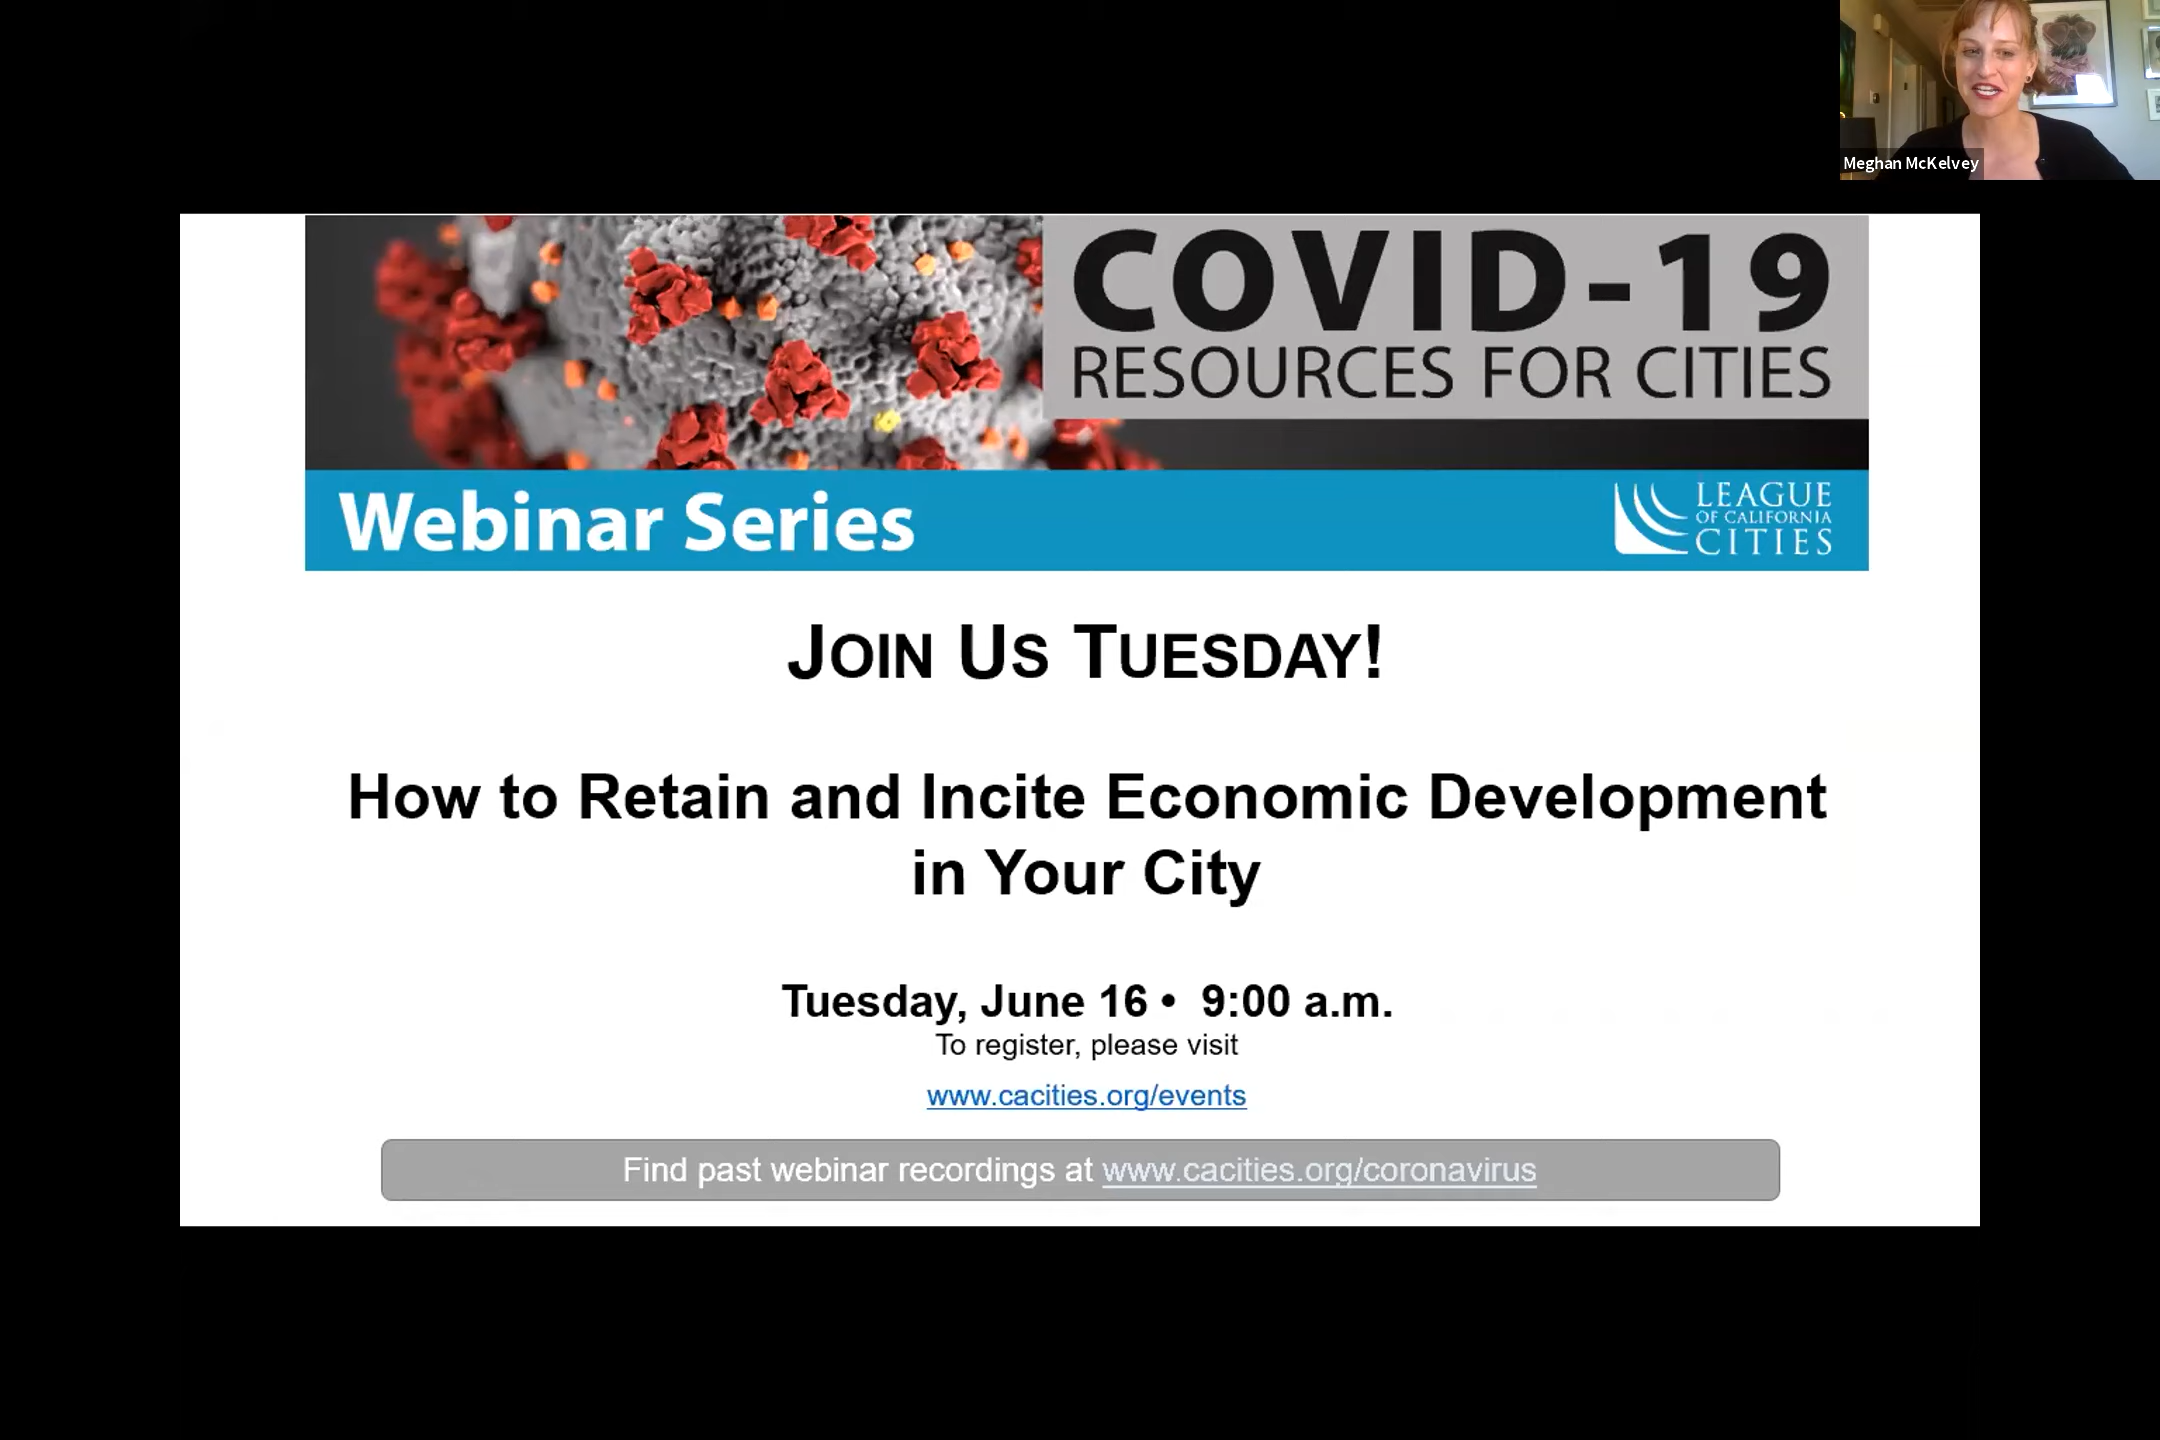 Meghan McKelvey
COVID-19
RESOURCES FOR CITIES
Webinar Series
LEAGUE
OF CALIFORNIA
CITIES
JOIN US TUESDAY!
How to Retain and Incite Economic Development
in Your City
Tuesday, June 16 • 9:00 a.m.
To register, please visit
www.cacities.org/events
Find past webinar recordings at www.cacities.org/coronavirus